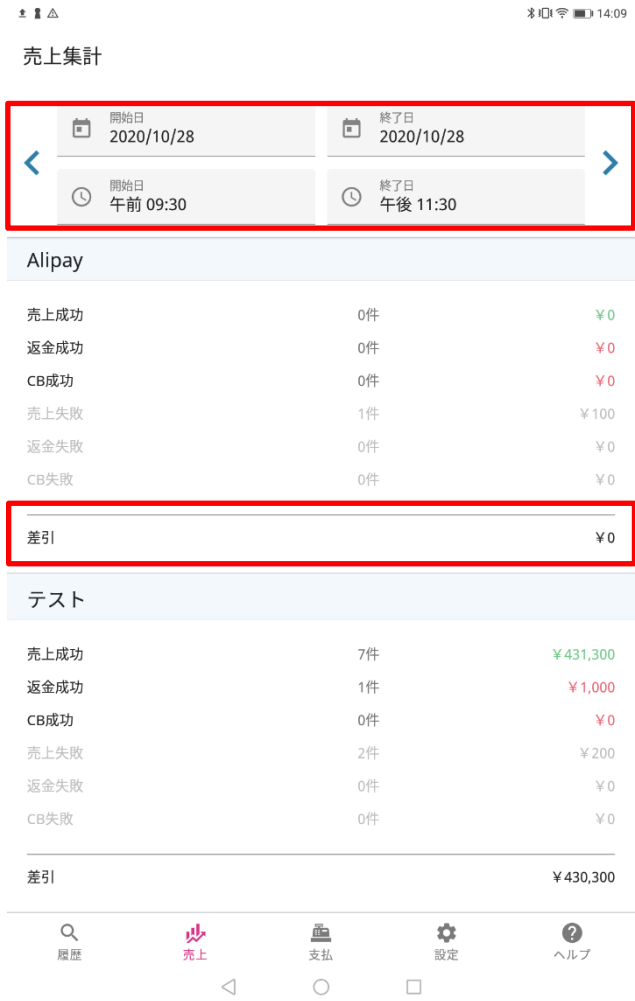 14:09
売上集計
開始日 終了日
2020/10/28 2020/10/28
開始日 終了日
午前 09:30 午後 11:30
Alipay
売上成功 0件 ￥0
返金成功 0件 ￥0
CB成功 0件 ￥0
売上失敗 1件 ￥100
返金失敗 0件 ￥0
CB失敗 0件 ￥0
差引 ￥0
テスト
売上成功 7件 ￥431,300
返金成功 1件 ￥1,000
CB成功 0件 ￥0
売上失敗 2件 ￥200
返金失敗 0件 ￥0
CB失敗 0件 ￥0
差引 ￥430,300
履歴 売上 支払 設定 ヘルプ